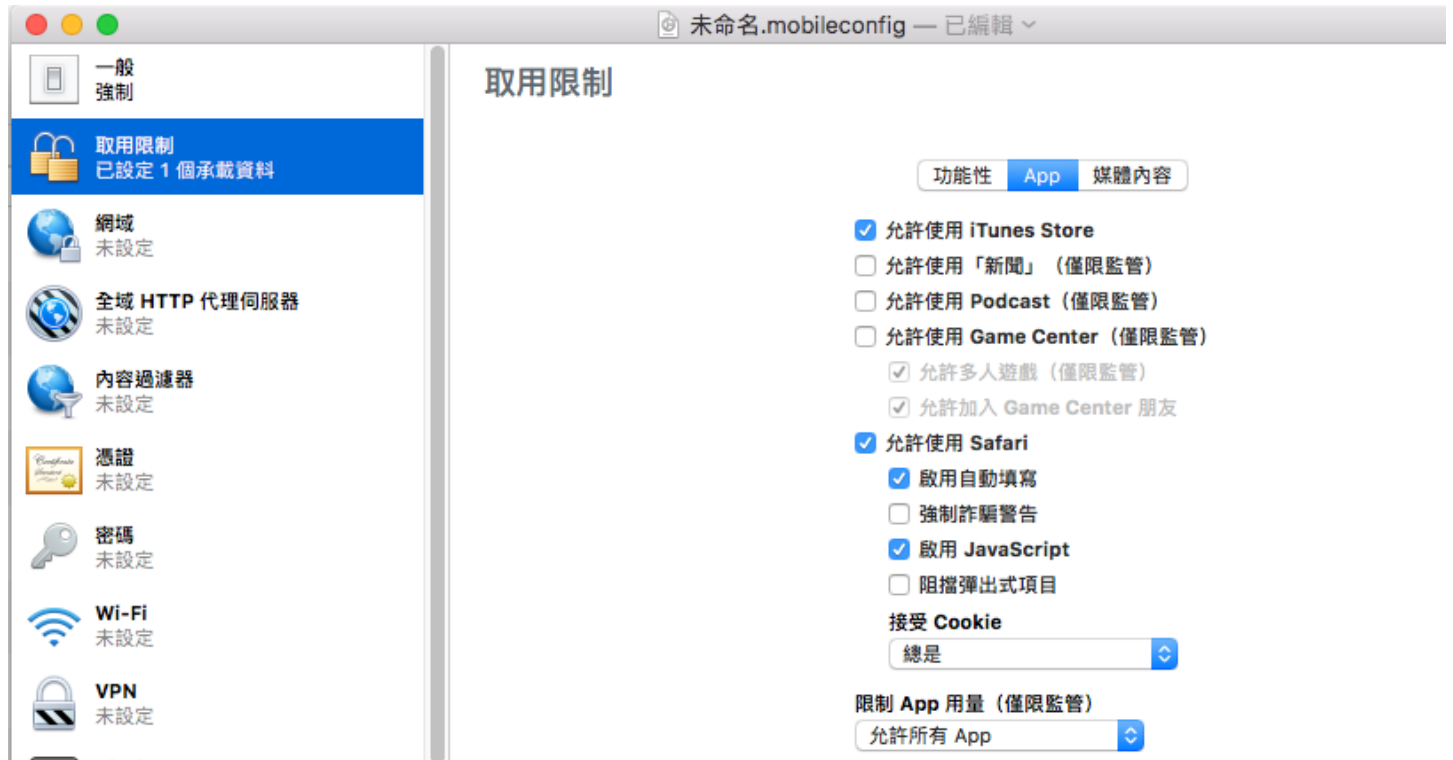 未命名.mobileconfig — 已編輯
一般
強制
取用限制
已設定 1 個承載資料
網域
未設定
全域 HTTP 代理伺服器
未設定
內容過濾器
未設定
憑證
未設定
密碼
未設定
Wi-Fi
未設定
VPN
未設定
取用限制
功能性 App 媒體內容
允許使用 iTunes Store
允許使用「新聞」（僅限監管）
允許使用 Podcast（僅限監管）
允許使用 Game Center（僅限監管）
允許多人遊戲（僅限監管）
允許加入 Game Center 朋友
允許使用 Safari
啟用自動填寫
強制詐騙警告
啟用 JavaScript
阻擋彈出式項目
接受 Cookie
總是
限制 App 用量（僅限監管）
允許所有 App